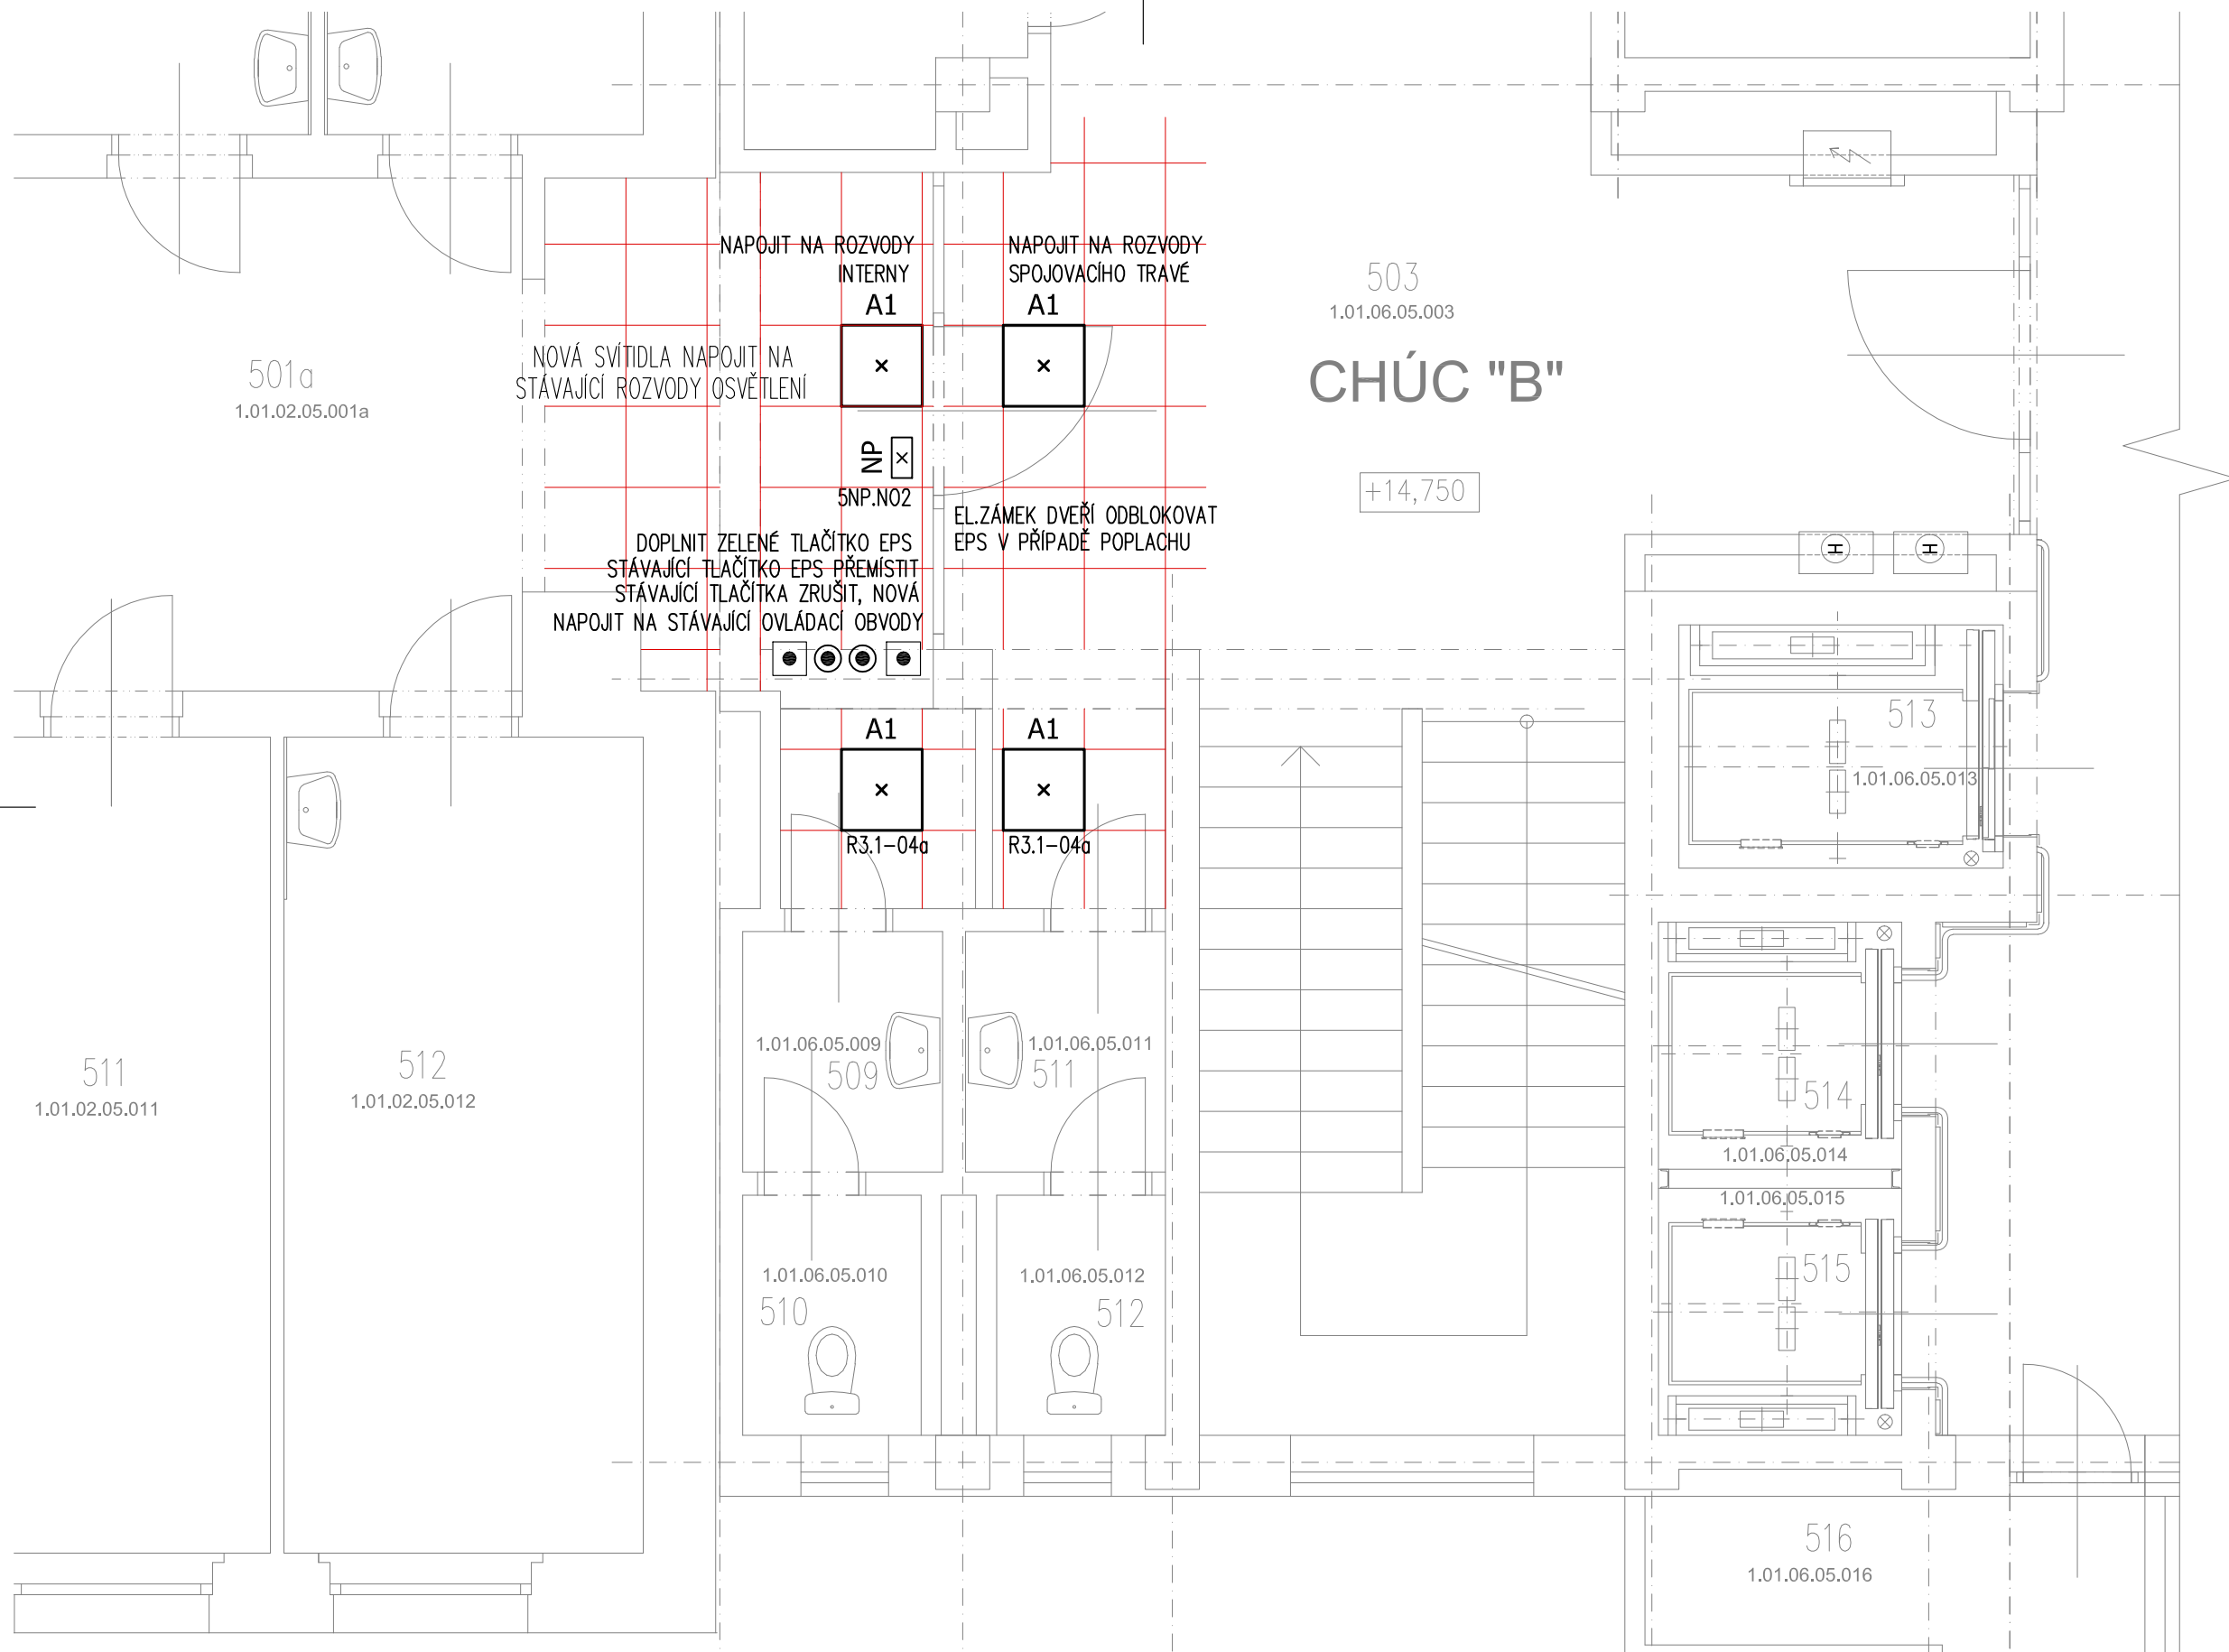 NAPOJIT NA ROZVODY
INTERNY
A1
NAPOJIT NA ROZVODY
SPOJOVACÍHO TRAVÉ
A1
503
1.01.06.05.003
CHÚC "B"
+14,750
501a
1.01.02.05.001a
NOVÁ SVÍTIDLA NAPOJIT NA
STÁVAJÍCÍ ROZVODY OSVĚTLENÍ
NP
5NP.NO2
EL.ZÁMEK DVEŘÍ ODBLOKOVAT
EPS V PŘÍPADĚ POPLACHU
DOPLNIT ZELENÉ TLAČÍTKO EPS
STÁVAJÍCÍ TLAČÍTKO EPS PŘEMÍSTIT
STÁVAJÍCÍ TLAČÍTKA ZRUŠIT, NOVÁ
NAPOJIT NA STÁVAJÍCÍ OVLÁDACÍ OBVODY
H
H
A1
R3.1-04a
A1
R3.1-04a
513
1.01.06.05.013
511
1.01.02.05.011
512
1.01.02.05.012
1.01.06.05.009
509
1.01.06.05.011
511
514
1.01.06.05.014
1.01.06.05.015
515
1.01.06.05.010
510
1.01.06.05.012
512
516
1.01.06.05.016